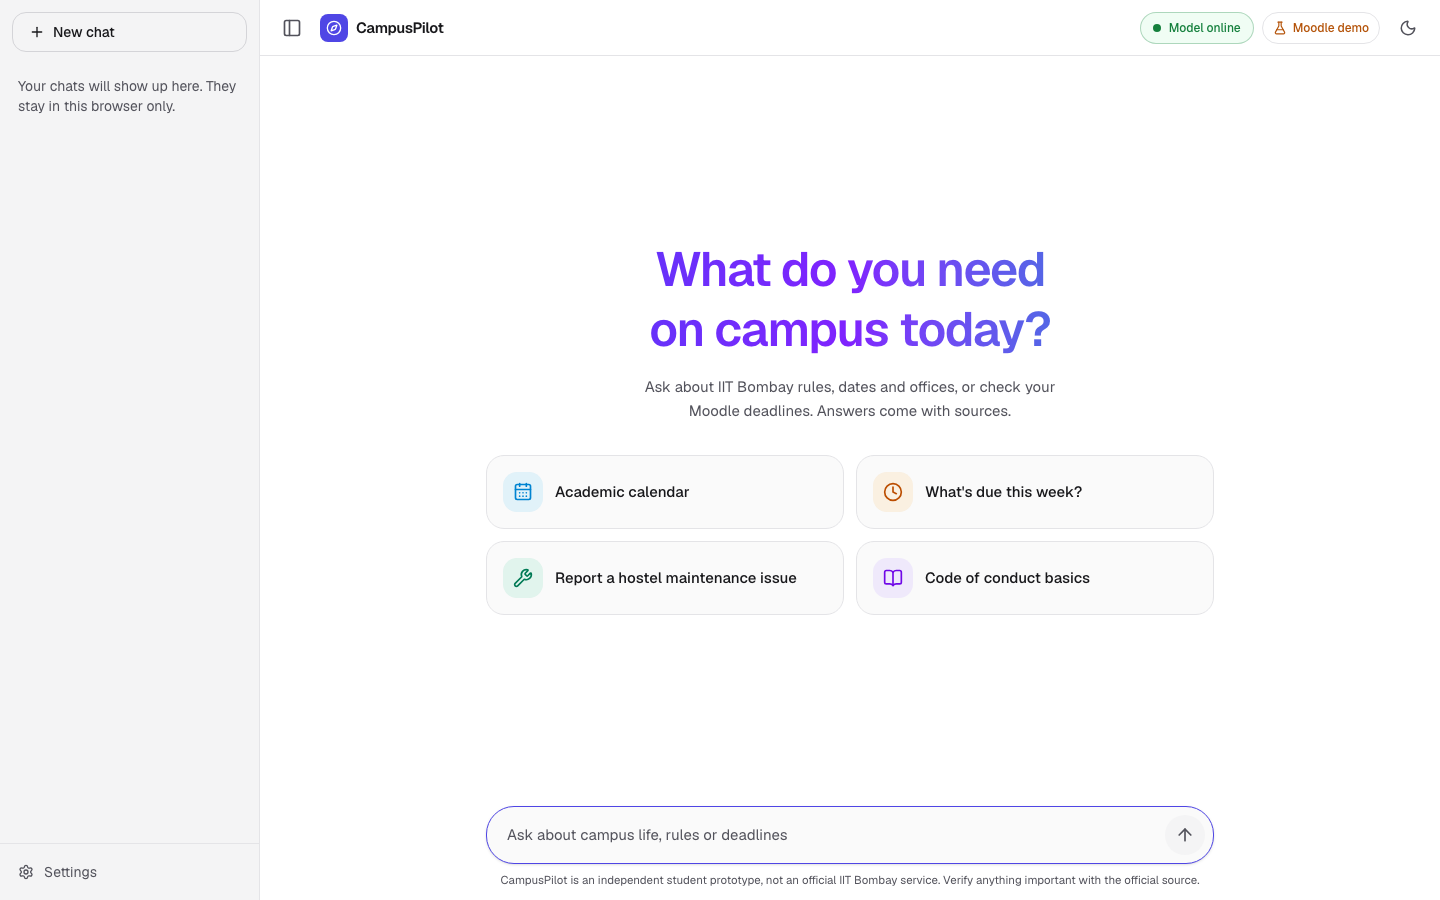 New chat
Your chats will show up here. They
stay in this browser only.
Settings
CampusPilot
Model online
Moodle demo
What do you need
on campus today?
Ask about IIT Bombay rules, dates and offices, or check your
Moodle deadlines. Answers come with sources.
Academic calendar
What's due this week?
Report a hostel maintenance issue
Code of conduct basics
Ask about campus life, rules or deadlines
CampusPilot is an independent student prototype, not an official IIT Bombay service. Verify anything important with the official source.